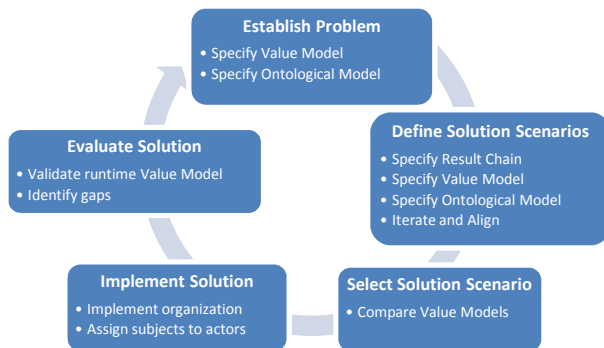 Establish Problem
• Specify Value Model
• Specify Ontological Model
Define Solution Scenarios
• Specify Result Chain
• Specify Value Model
• Specify Ontological Model
• Iterate and Align
Select Solution Scenario
• Compare Value Models
Implement Solution
• Implement organization
• Assign subjects to actors
Evaluate Solution
• Validate runtime Value Model
• Identify gaps